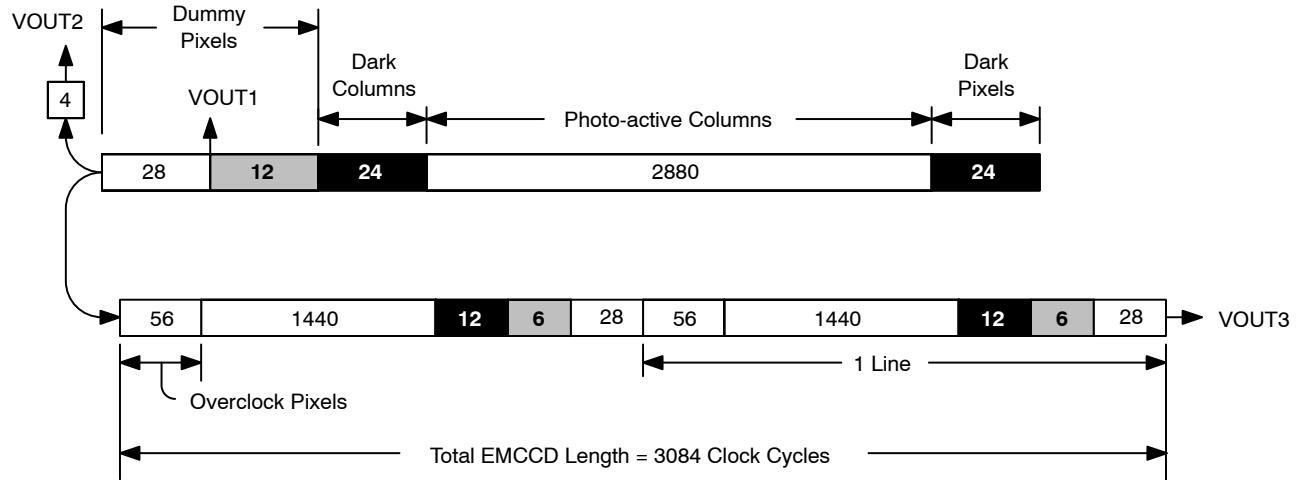 VOUT2
Dummy
Pixels
4
VOUT1
Dark
Columns
Photo-active Columns
Dark
Pixels
28 12 24 2880 24
56 1440 12 6 28 56 1440 12 6 28
VOUT3
1 Line
Overclock Pixels
Total EMCCD Length = 3084 Clock Cycles